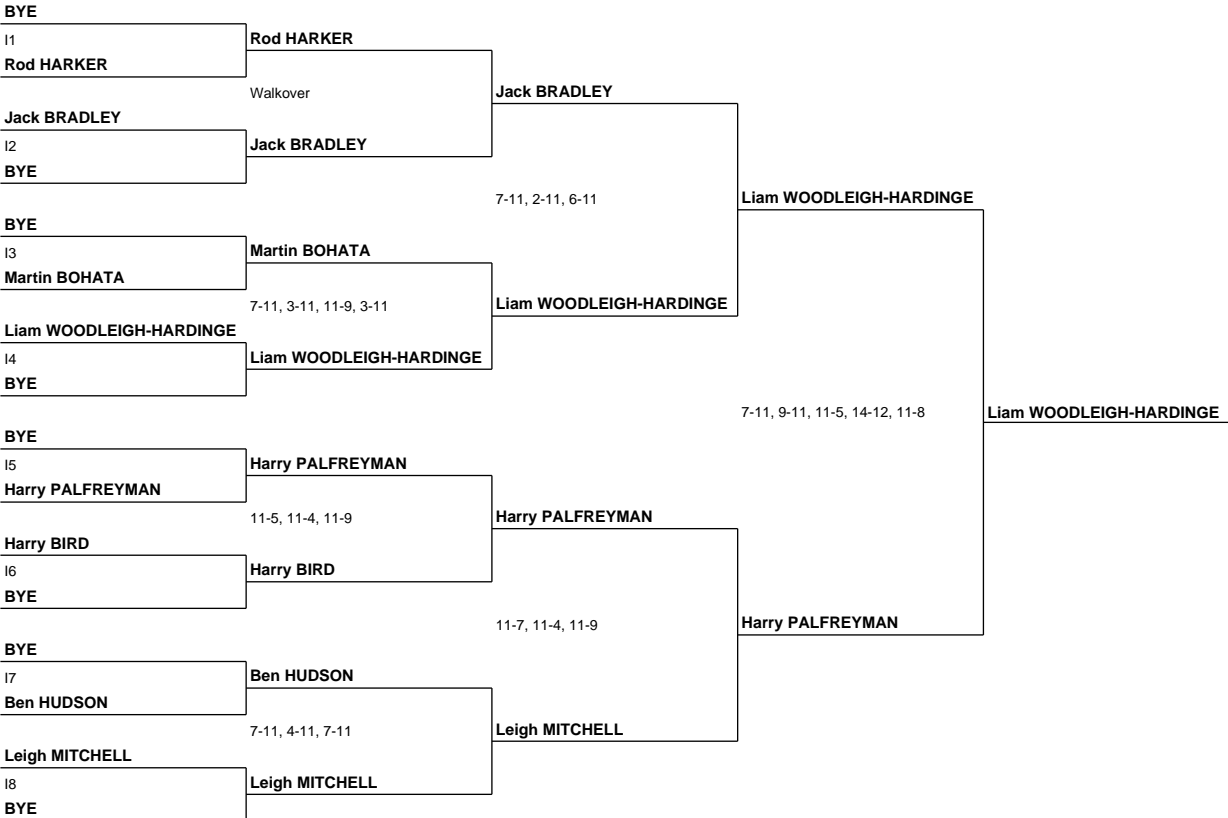 BYE
I1
Rod HARKER
Rod HARKER
Walkover
Jack BRADLEY
Jack BRADLEY
I2
BYE
Jack BRADLEY
7-11, 2-11, 6-11
Liam WOODLEIGH-HARDINGE
BYE
I3
Martin BOHATA
Martin BOHATA
7-11, 3-11, 11-9, 3-11
Liam WOODLEIGH-HARDINGE
Liam WOODLEIGH-HARDINGE
I4
BYE
Liam WOODLEIGH-HARDINGE
7-11, 9-11, 11-5, 14-12, 11-8
Liam WOODLEIGH-HARDINGE
BYE
I5
Harry PALFREYMAN
Harry PALFREYMAN
11-5, 11-4, 11-9
Harry PALFREYMAN
Harry BIRD
I6
BYE
Harry BIRD
11-7, 11-4, 11-9
Harry PALFREYMAN
BYE
I7
Ben HUDSON
Ben HUDSON
7-11, 4-11, 7-11
Leigh MITCHELL
Leigh MITCHELL
I8
BYE
Leigh MITCHELL